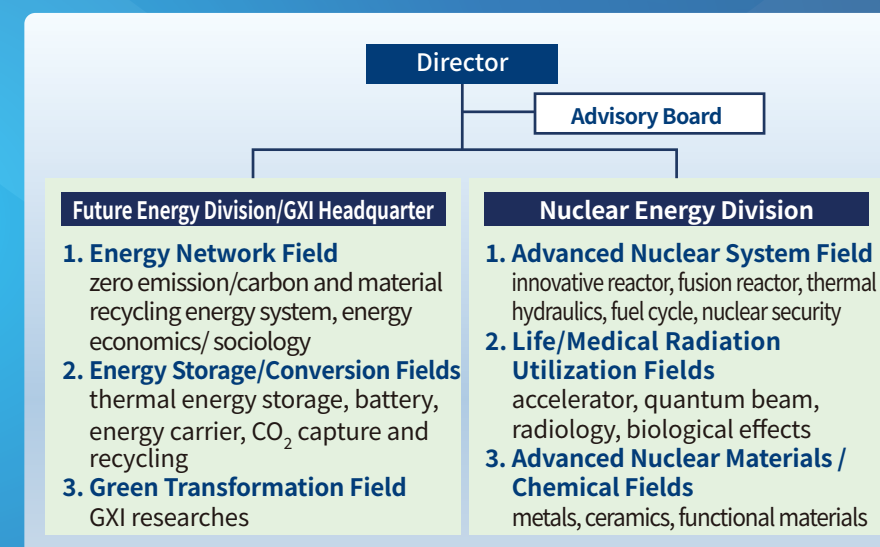 Director
Advisory Board
Future Energy Division/GXI Headquarter
1. Energy Network Field
zero emission/carbon and material
recycling energy system, energy
economics/ sociology
2. Energy Storage/Conversion Fields
thermal energy storage, battery,
energy carrier, CO₂ capture and
recycling
3. Green Transformation Field
GXI researches
Nuclear Energy Division
1. Advanced Nuclear System Field
innovative reactor, fusion reactor, thermal
hydraulics, fuel cycle, nuclear security
2. Life/Medical Radiation
Utilization Fields
accelerator, quantum beam,
radiology, biological effects
3. Advanced Nuclear Materials /
Chemical Fields
metals, ceramics, functional materials